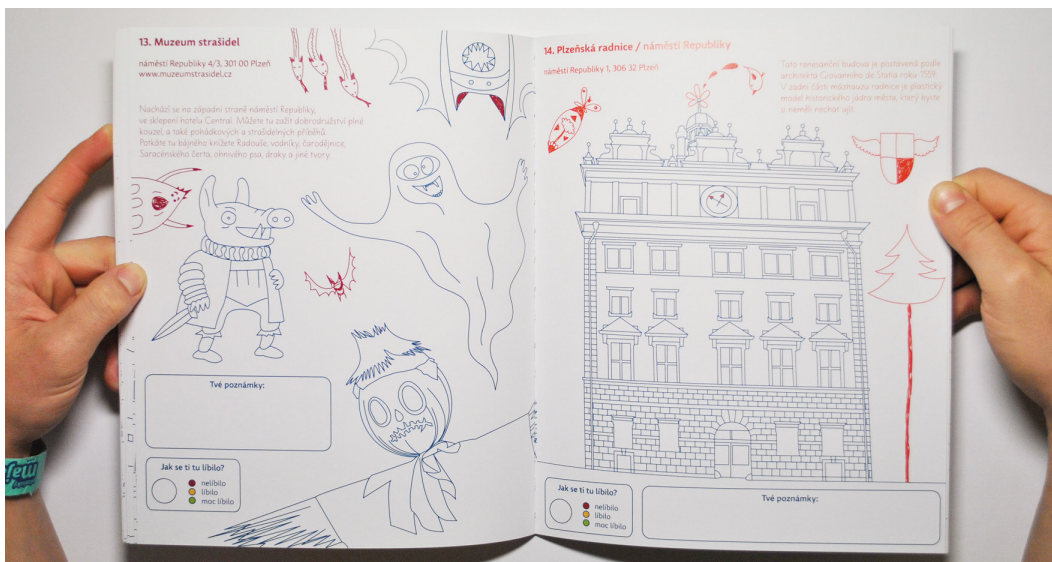 13. Muzeum strašidel
náměstí Republiky 4/3, 301 00 Plzeň
www.muzeumstrasidel.cz
Nachází se na západní straně náměstí Republiky,
ve sklepení hotelu Central. Můžete tu zažít dobrodružství plné
kouzel, a také pohádkových a strašidelných příběhů.
Potkáte tu bájného knížete Radouše, vodníky, čarodějnice,
Saracénského čerta, ohnivého psa, draky a jiné tvory.
Tvé poznámky:
Jak se ti tu líbilo?
nelíbilo
líbilo
moc líbilo
14. Plzeňská radnice / náměstí Republiky
náměstí Republiky 1, 306 32 Plzeň
Tato renesanční budova je postavená podle
architekta Giovanniho de Statia roku 1559.
V zadní části mázhauzu radnice je plastický
model historického jádra města, který byste
si neměli nechat ujít.
Jak se ti tu líbilo?
nelíbilo
líbilo
moc líbilo
Tvé poznámky: